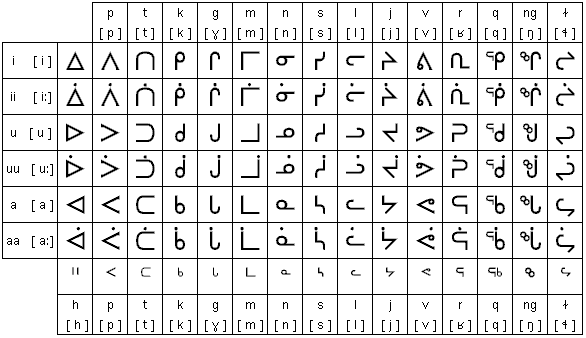 p t k g m n s l j v r q ng ł
[p] [t] [k] [ɣ] [m] [n] [s] [l] [j] [v] [ʁ] [q] [ŋ] [ɬ]
i [i] ᐃ ᐱ ᑎ ᑭ ᒋ ᒥ ᓂ ᓯ ᓕ ᔨ ᕕ ᕆ ᕿ ᖏ ᖠ
ii [iː] ᐄ ᐲ ᑏ ᑮ ᒌ ᒦ ᓃ ᓰ ᓖ ᔩ ᕖ ᕇ ᖀ ᖐ ᖡ
u [u] ᐅ ᐳ ᑐ ᑯ ᒍ ᒧ ᓄ ᓱ ᓗ ᔪ ᕗ ᕈ ᖁ ᖑ ᖢ
uu [uː] ᐆ ᐴ ᑑ ᑰ ᒎ ᒨ ᓅ ᓲ ᓘ ᔫ ᕘ ᕉ ᖂ ᖒ ᖣ
a [a] ᐊ ᐸ ᑕ ᑲ ᒐ ᒪ ᓇ ᓴ ᓚ ᔭ ᕙ ᕋ ᖃ ᖓ ᖤ
aa [aː] ᐋ ᐹ ᑖ ᑳ ᒑ ᒫ ᓈ ᓵ ᓛ ᔮ ᕚ ᕌ ᖄ ᖔ ᖥ
ᐦ ᑉ ᑦ ᒃ ᒡ ᒻ ᓐ ᔅ ᓪ ᔾ ᕝ ᕐ ᖅ ᖕ ᖦ
h p t k g m n s l j v r q ng ł
[h] [p] [t] [k] [ɣ] [m] [n] [s] [l] [j] [v] [ʁ] [q] [ŋ] [ɬ]